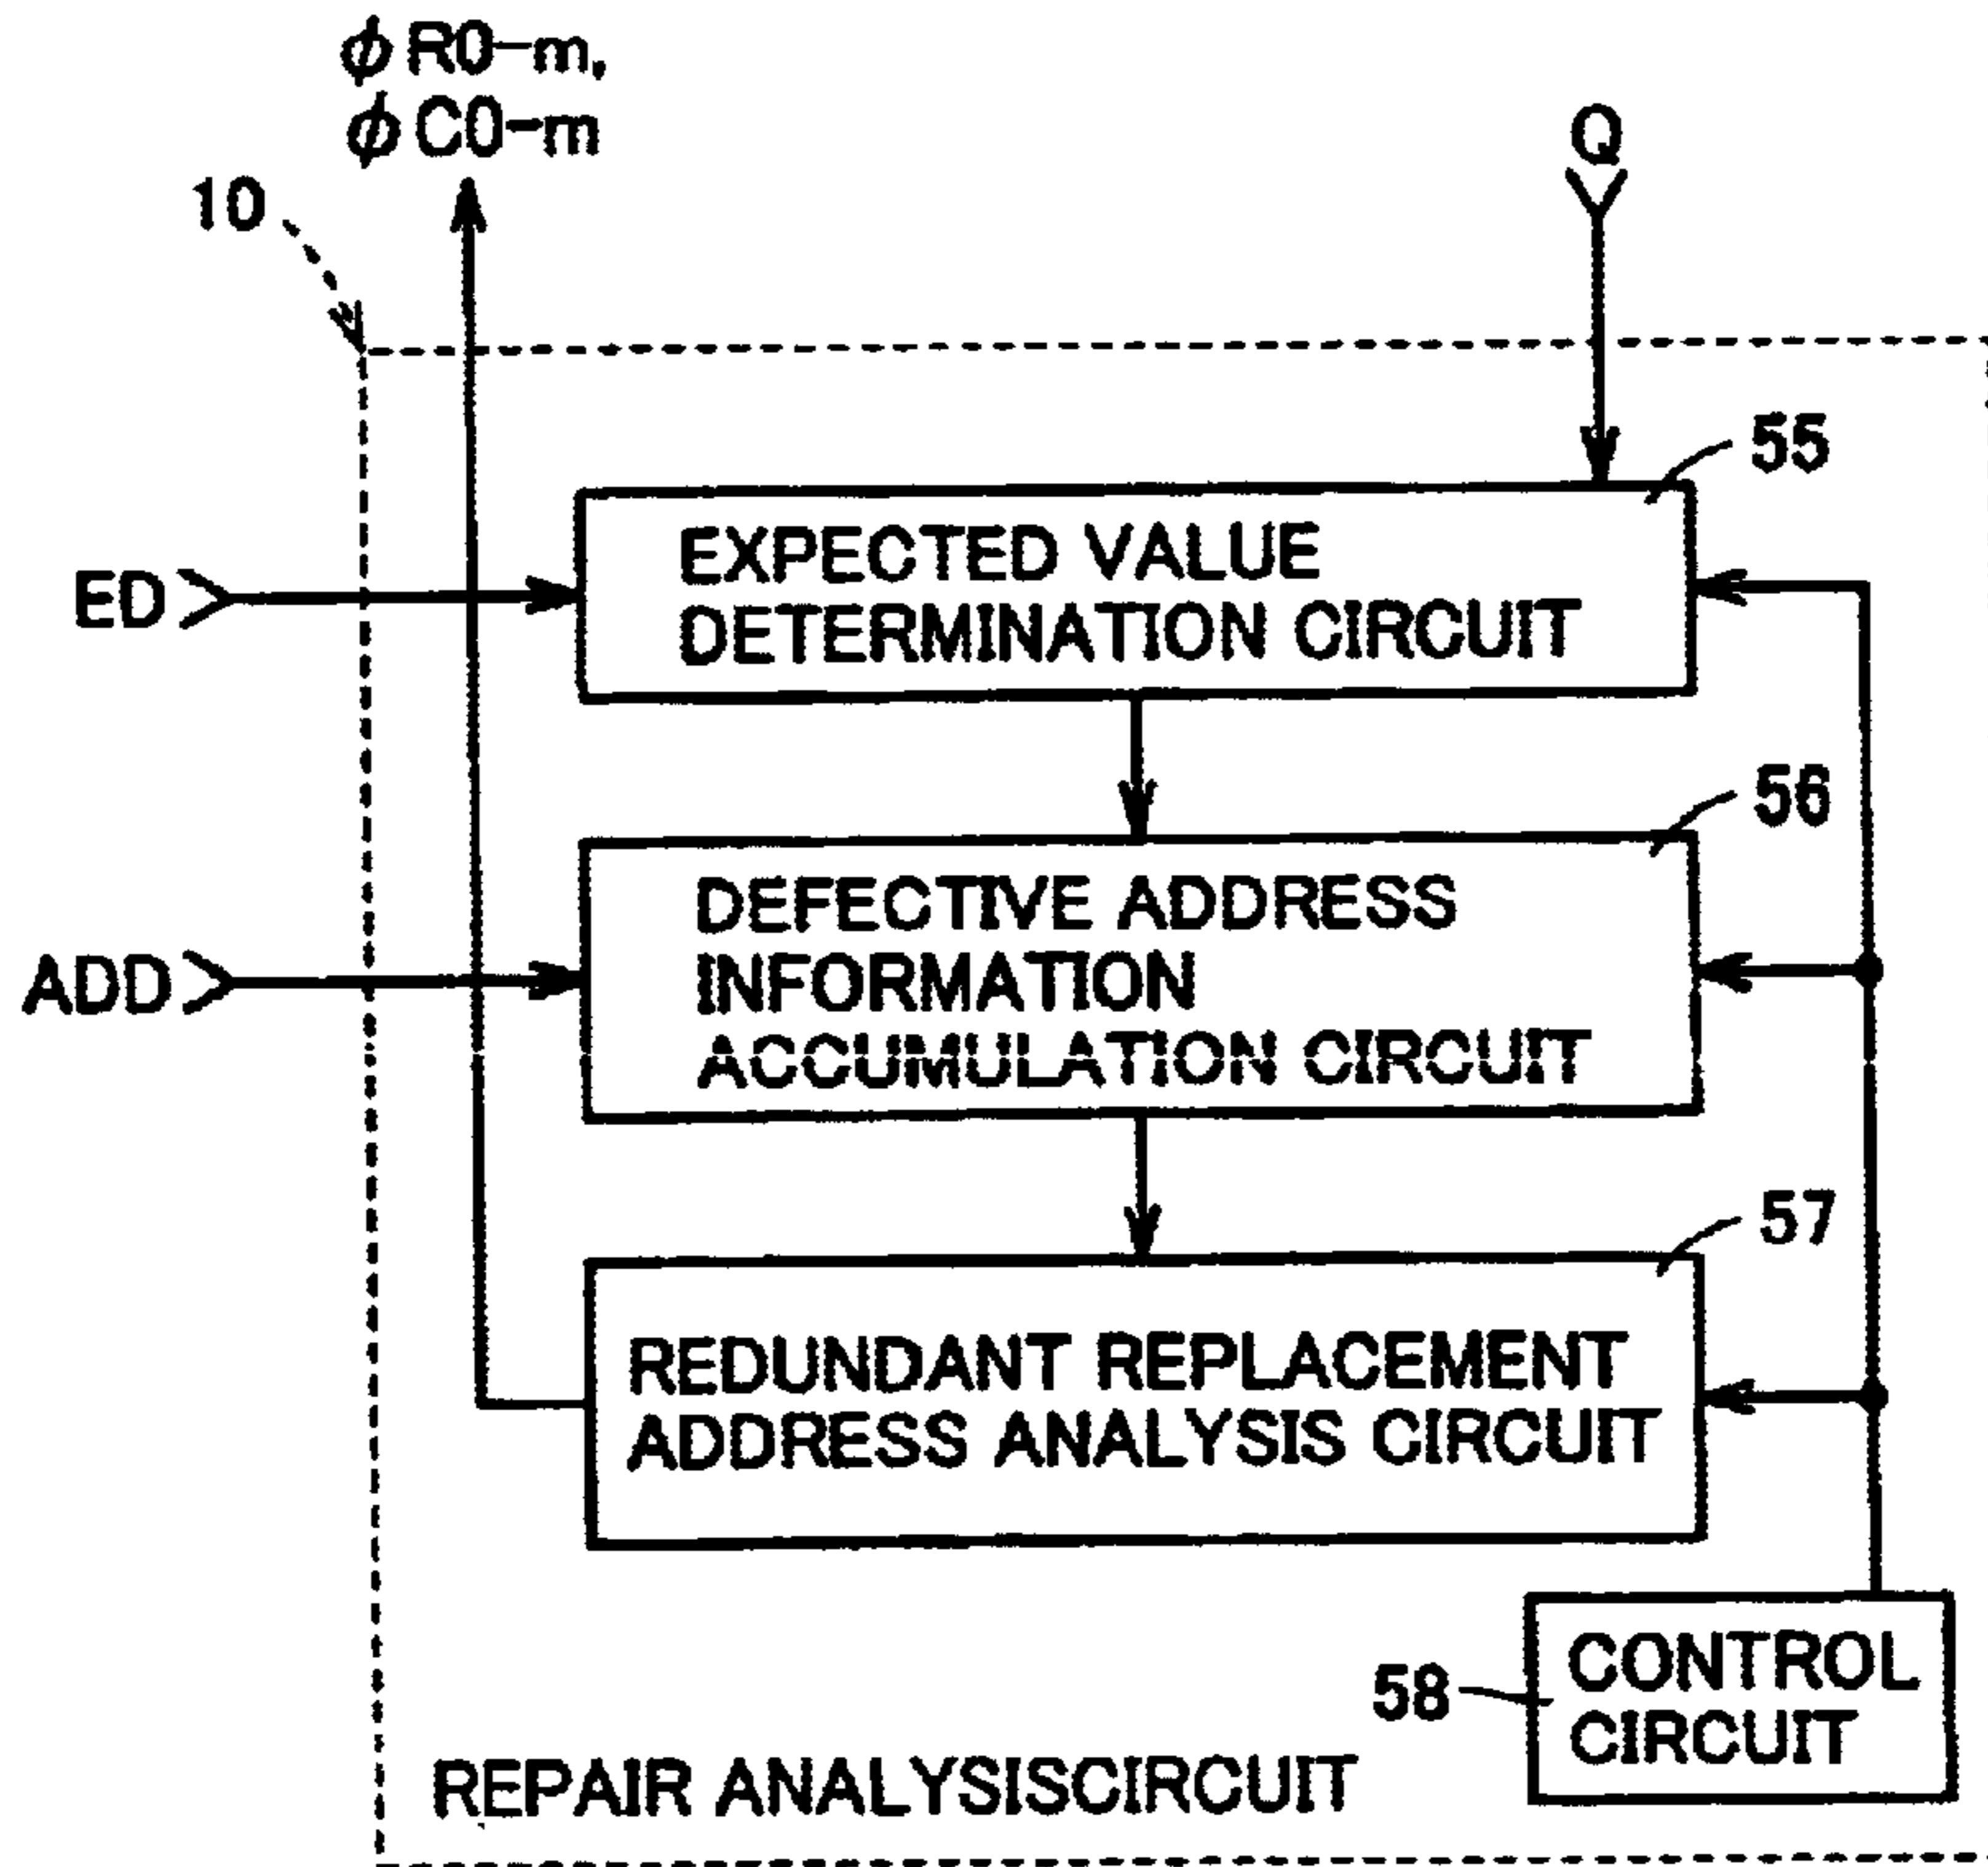 φR0-m,
φC0-m
Q
10
55
EXPECTED VALUE
DETERMINATION CIRCUIT
ED
56
DEFECTIVE ADDRESS
INFORMATION
ACCUMULATION CIRCUIT
ADD
57
REDUNDANT REPLACEMENT
ADDRESS ANALYSIS CIRCUIT
58
CONTROL
CIRCUIT
REPAIR ANALYSISCIRCUIT